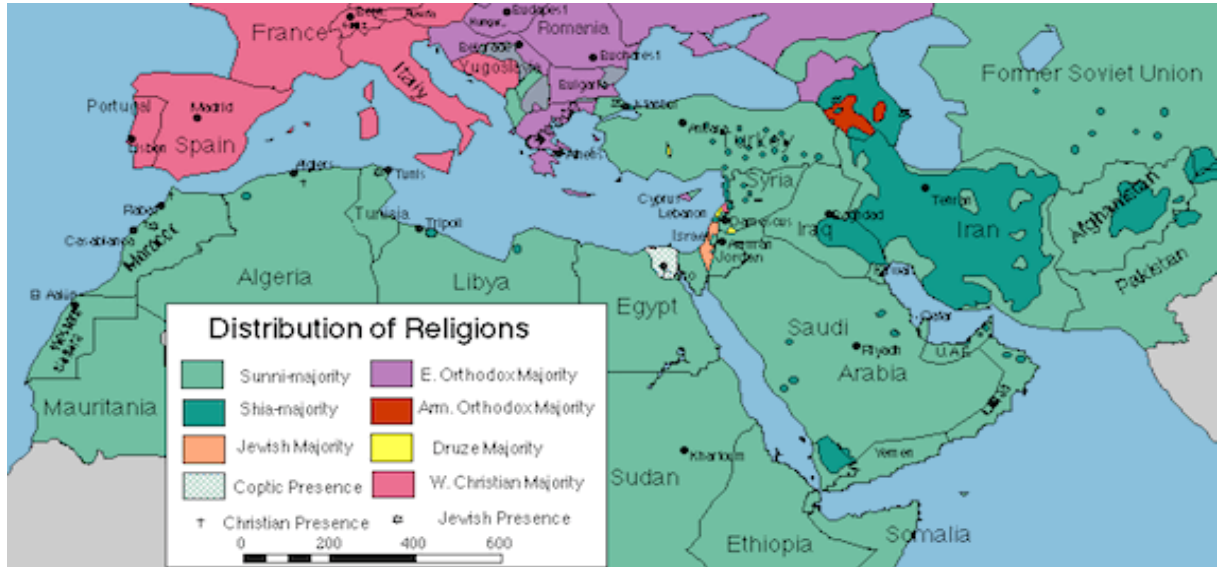 Budapest
Bern
France
Romania
Belgrade
Bucharest
Yugoslavia
Former Soviet Union
Italy
Bulgaria
Portugal
Madrid
Istanbul
Lisbon
Spain
Ankara
Turkey
Athens
Algiers
Tunis
Syria
Cyprus
Tehran
Afghanistan
Rabat
Tunisia
Lebanon
Damascus
Baghdad
Casablanca
Tripoli
Israel
Amman
Iraq
Iran
Morocco
Jordan
Algeria
Libya
Kuwait
Pakistan
Egypt
Saudi
Qatar
Distribution of Religions
Riyadh
U.A.E
Arabia
Sunni-majority
E. Orthodox Majority
Mauritania
Shia-majority
Arm. Orthodox Majority
Jewish Majority
Druze Majority
Yemen
Khartoum
Sudan
Coptic Presence
W. Christian Majority
Christian Presence
Jewish Presence
Somalia
0 200 400 600
Ethiopia